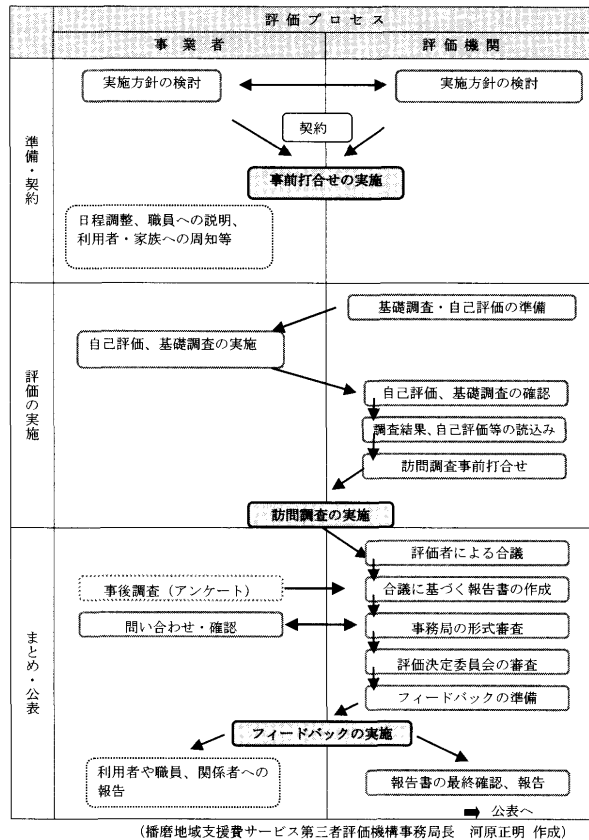 評価プロセス
事業者
評価機関
準備・契約
実施方針の検討
実施方針の検討
契約
事前打合せの実施
日程調整、職員への説明、
利用者・家族への周知等
評価の実施
基礎調査・自己評価の準備
自己評価、基礎調査の実施
自己評価、基礎調査の確認
調査結果、自己評価等の読込み
訪問調査事前打合せ
訪問調査の実施
まとめ・公表
評価者による合議
事後調査（アンケート）
合議に基づく報告書の作成
問い合わせ・確認
事務局の形式審査
評価決定委員会の審査
フィードバックの準備
フィードバックの実施
利用者や職員、関係者への
報告
報告書の最終確認、報告
➡ 公表へ
（播磨地域支援費サービス第三者評価機構事務局長 河原正明 作成）